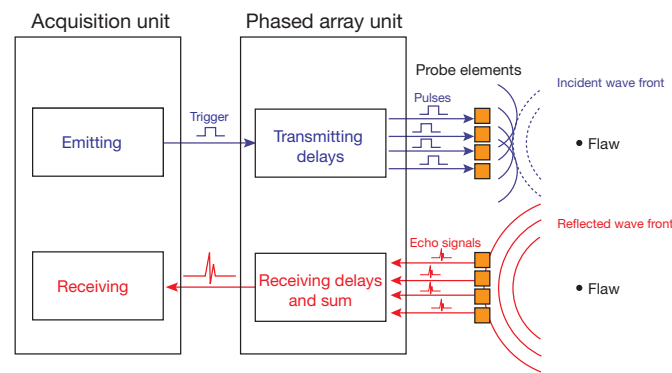 Acquisition unit
Phased array unit
Probe elements
Incident wave front
Trigger
Pulses
Emitting
Transmitting
delays
Flaw
Reflected wave front
Echo signals
Receiving
Receiving delays
and sum
Flaw